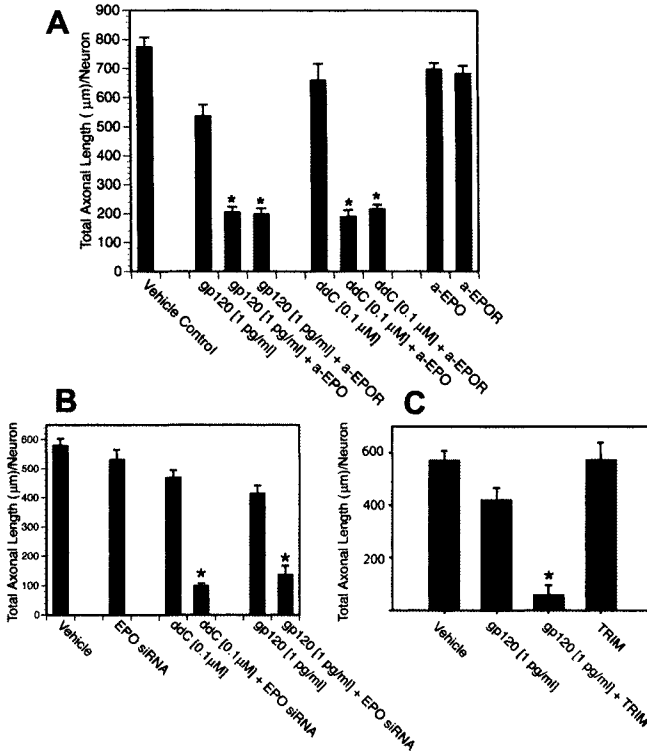 A
Total Axonal Length ( μm)/Neuron
900
800
700
600
500
400
300
200
100
0
* *
* *
Vehicle Control
gp120 [1 pg/ml]
gp120 [1 pg/ml] + a-EPO
gp120 [1 pg/ml] + a-EPOR
ddC [0.1 μM]
ddC [0.1 μM] + a-EPO
ddC [0.1 μM] + a-EPOR
a-EPO
a-EPOR
B
Total Axonal Length (μm)/Neuron
600
500
400
300
200
100
0
*
*
Vehicle
EPO siRNA
ddC [0.1μM]
ddC [0.1μM] + EPO siRNA
gp120 [1 pg/ml]
gp120 [1 pg/ml] + EPO siRNA
C
Total Axonal Length (μm)/Neuron
600
400
200
*
Vehicle
gp120 [1 pg/ml]
gp120 [1 pg/ml] + TRIM
TRIM